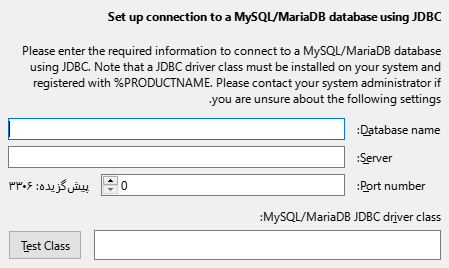 Set up connection to a MySQL/MariaDB database using JDBC
Please enter the required information to connect to a MySQL/MariaDB database
using JDBC. Note that a JDBC driver class must be installed on your system and
registered with %PRODUCTNAME. Please contact your system administrator if
you are unsure about the following settings.
Database name:
Server:
Port number: 0 پیش‌گزیده: ۳۳۰۶
MySQL/MariaDB JDBC driver class:
Test Class